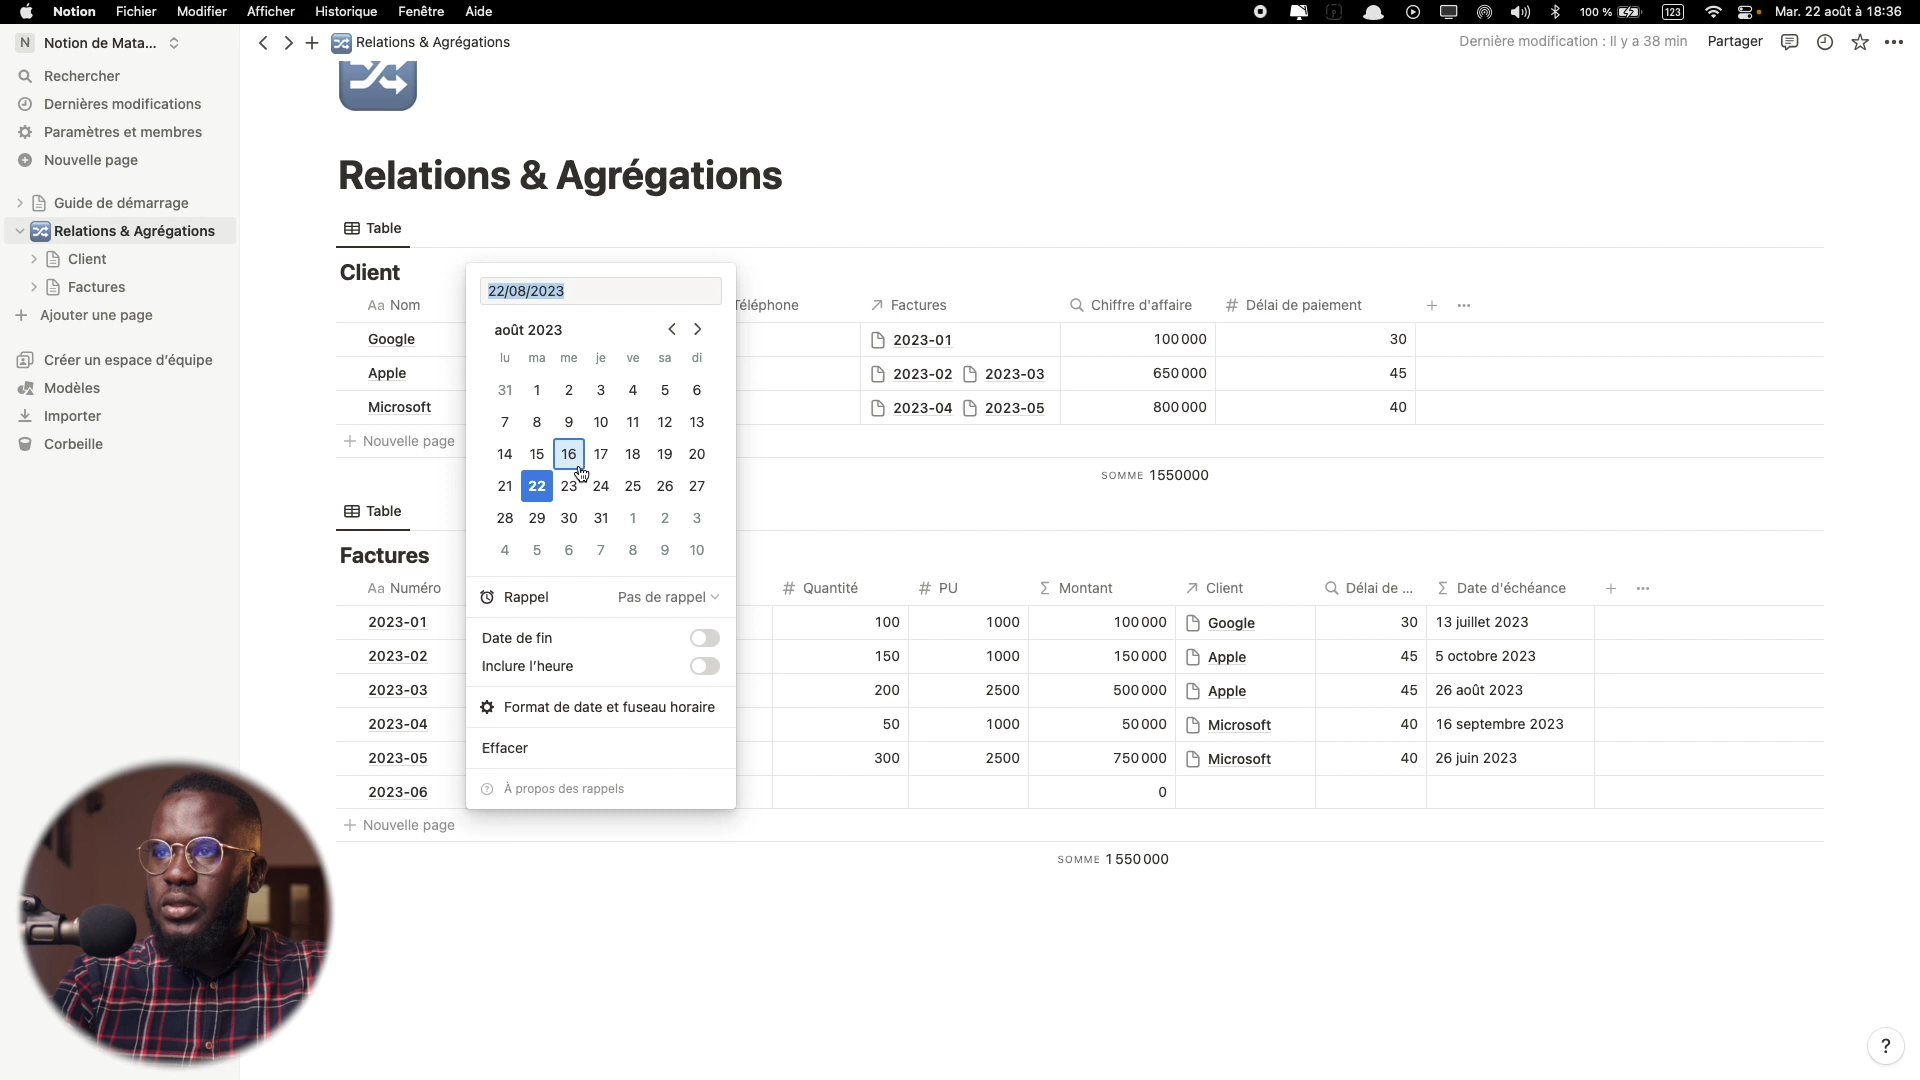 Notion Fichier Modifier Afficher Historique Fenêtre Aide 100 % 123 Mar. 22 août à 18:36
N Notion de Mata...
Relations & Agrégations
Dernière modification : Il y a 38 min Partager
Rechercher
Dernières modifications
Paramètres et membres
Nouvelle page
Guide de démarrage
Relations & Agrégations
Client
Factures
Ajouter une page
Créer un espace d'équipe
Modèles
Importer
Corbeille
Relations & Agrégations
Table
Client
Aa Nom Téléphone Factures Chiffre d'affaire # Délai de paiement
Google 2023-01 100 000 30
Apple 2023-02 2023-03 650 000 45
Microsoft 2023-04 2023-05 800 000 40
Nouvelle page
SOMME 1 550 000
22/08/2023
août 2023
lu ma me je ve sa di
31 1 2 3 4 5 6
7 8 9 10 11 12 13
14 15 16 17 18 19 20
21 22 23 24 25 26 27
28 29 30 31 1 2 3
4 5 6 7 8 9 10
Rappel Pas de rappel
Date de fin
Inclure l'heure
Format de date et fuseau horaire
Effacer
À propos des rappels
Table
Factures
Aa Numéro # Quantité # PU Σ Montant Client Délai de ... Σ Date d'échéance
2023-01 100 1000 100 000 Google 30 13 juillet 2023
2023-02 150 1000 150 000 Apple 45 5 octobre 2023
2023-03 200 2500 500 000 Apple 45 26 août 2023
2023-04 50 1000 50 000 Microsoft 40 16 septembre 2023
2023-05 300 2500 750 000 Microsoft 40 26 juin 2023
2023-06 0
Nouvelle page
SOMME 1 550 000
?